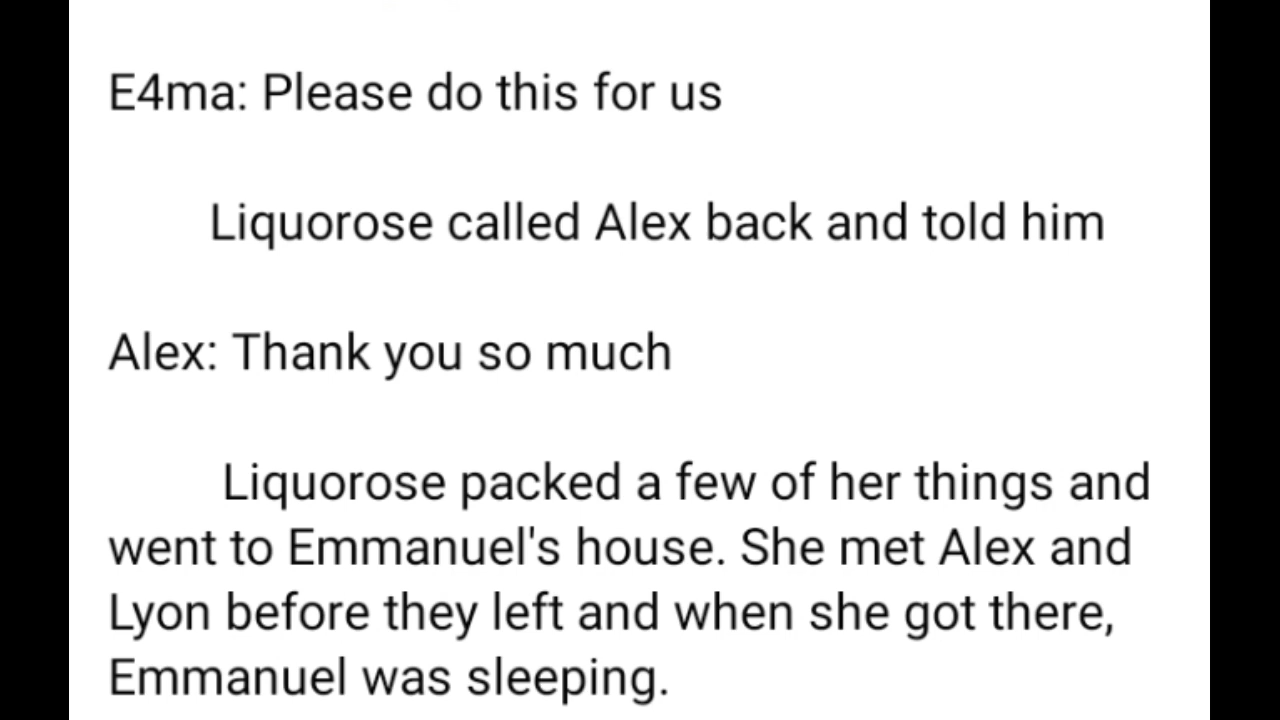 E4ma: Please do this for us
Liquorose called Alex back and told him
Alex: Thank you so much
Liquorose packed a few of her things and
went to Emmanuel's house. She met Alex and
Lyon before they left and when she got there,
Emmanuel was sleeping.